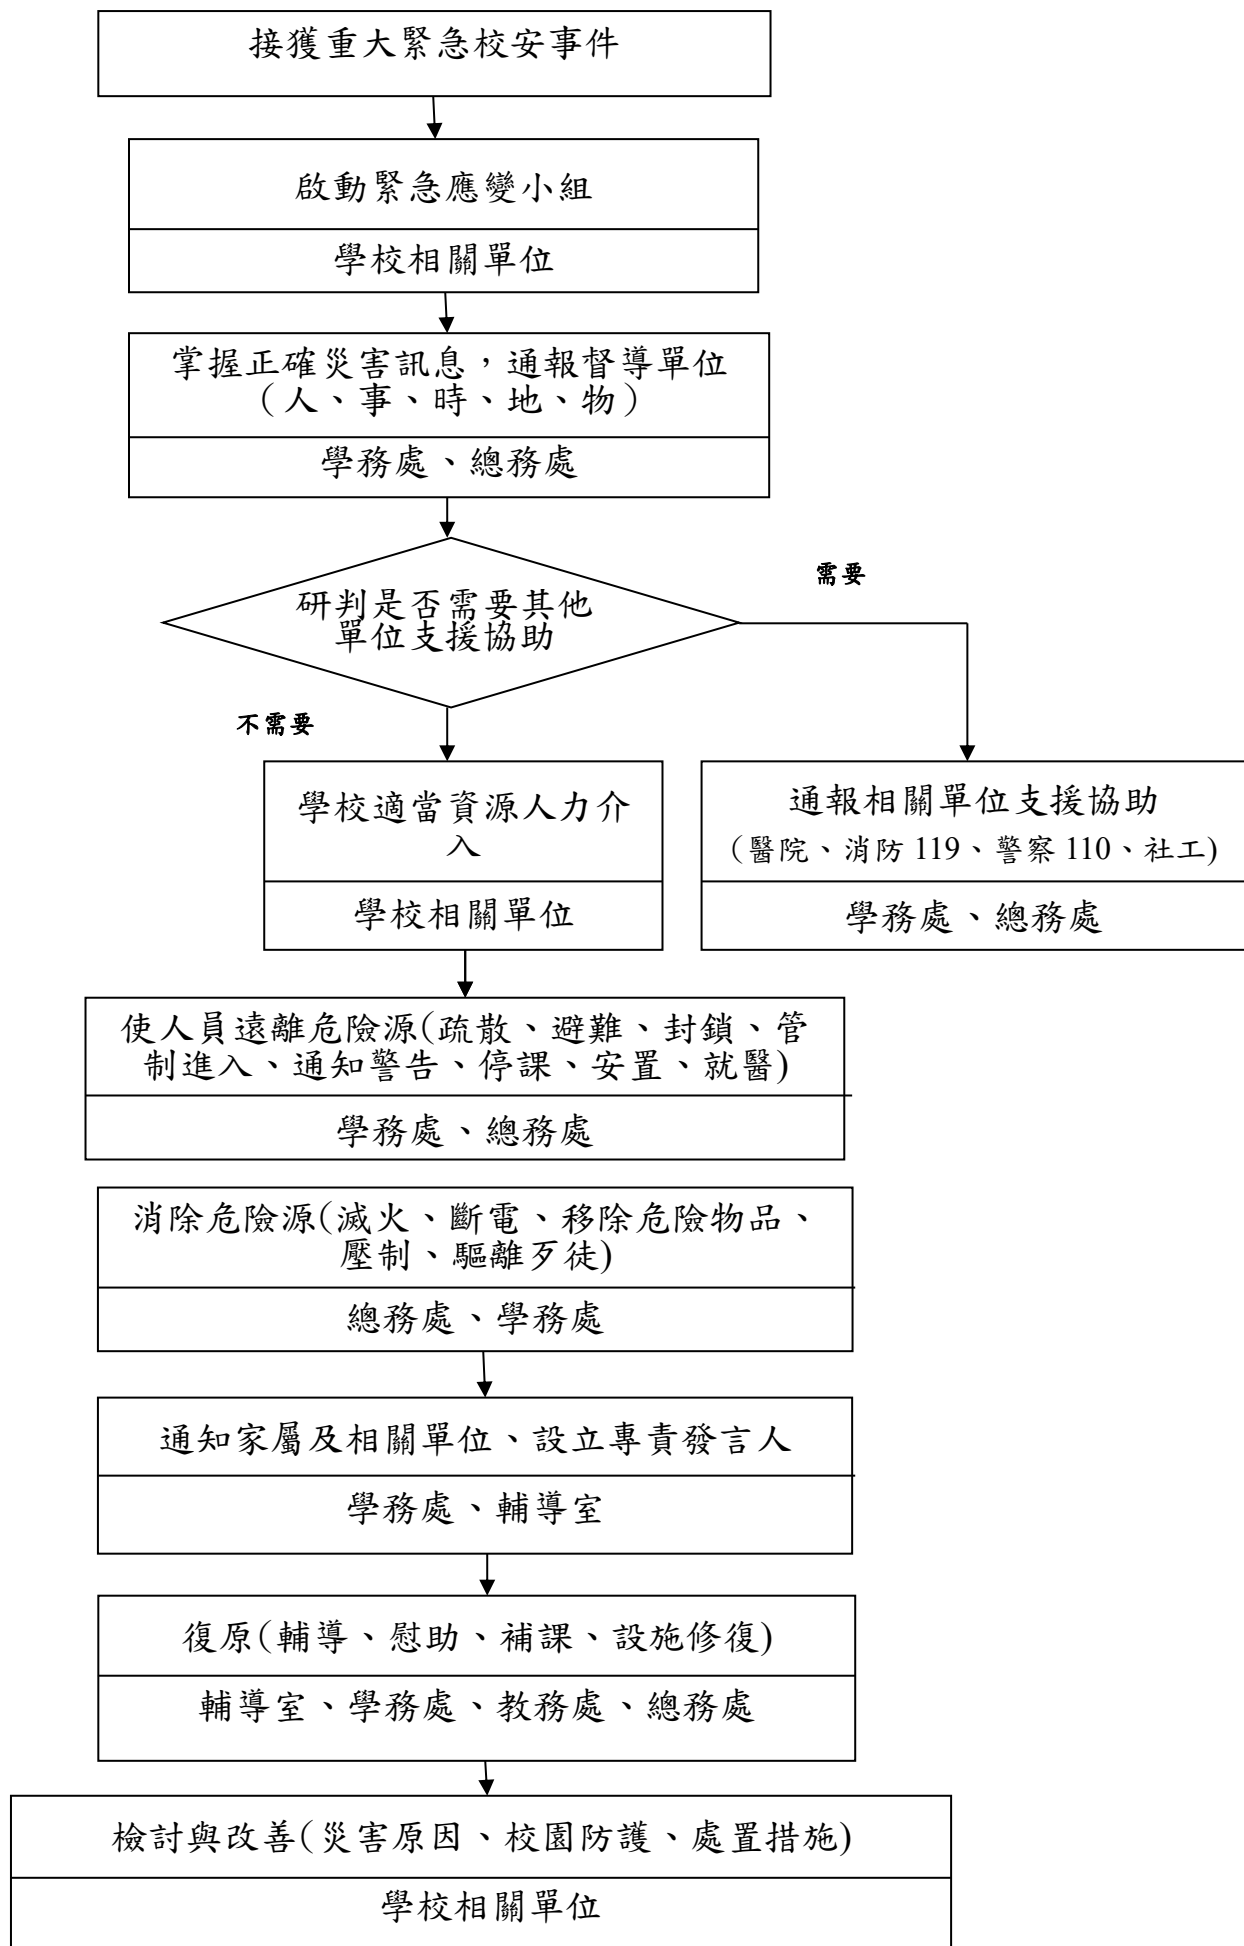 接獲重大緊急校安事件
啟動緊急應變小組
學校相關單位
掌握正確災害訊息，通報督導單位
（人、事、時、地、物）
學務處、總務處
研判是否需要其他
單位支援協助
需要
不需要
學校適當資源人力介
入
學校相關單位
通報相關單位支援協助
（醫院、消防 119、警察 110、社工)
學務處、總務處
使人員遠離危險源(疏散、避難、封鎖、管
制進入、通知警告、停課、安置、就醫)
學務處、總務處
消除危險源(滅火、斷電、移除危險物品、
壓制、驅離歹徒)
總務處、學務處
通知家屬及相關單位、設立專責發言人
學務處、輔導室
復原(輔導、慰助、補課、設施修復)
輔導室、學務處、教務處、總務處
檢討與改善(災害原因、校園防護、處置措施)
學校相關單位